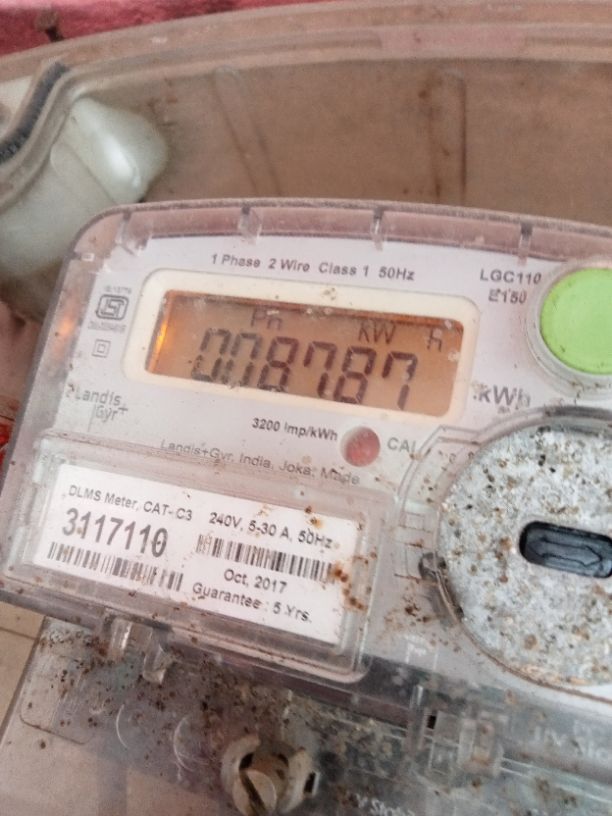 1 Phase 2 Wire Class 1 50Hz
LGC110
E150
Ph kW h
008787
kWh
Landis
Gyr+
3200 imp/kWh
CAL
Landis+Gyr, India, Joka, Made
DLMS Meter, CAT- C3
3117110
240V, 5-30 A, 50Hz
Oct, 2017
Guarantee : 5 Yrs.